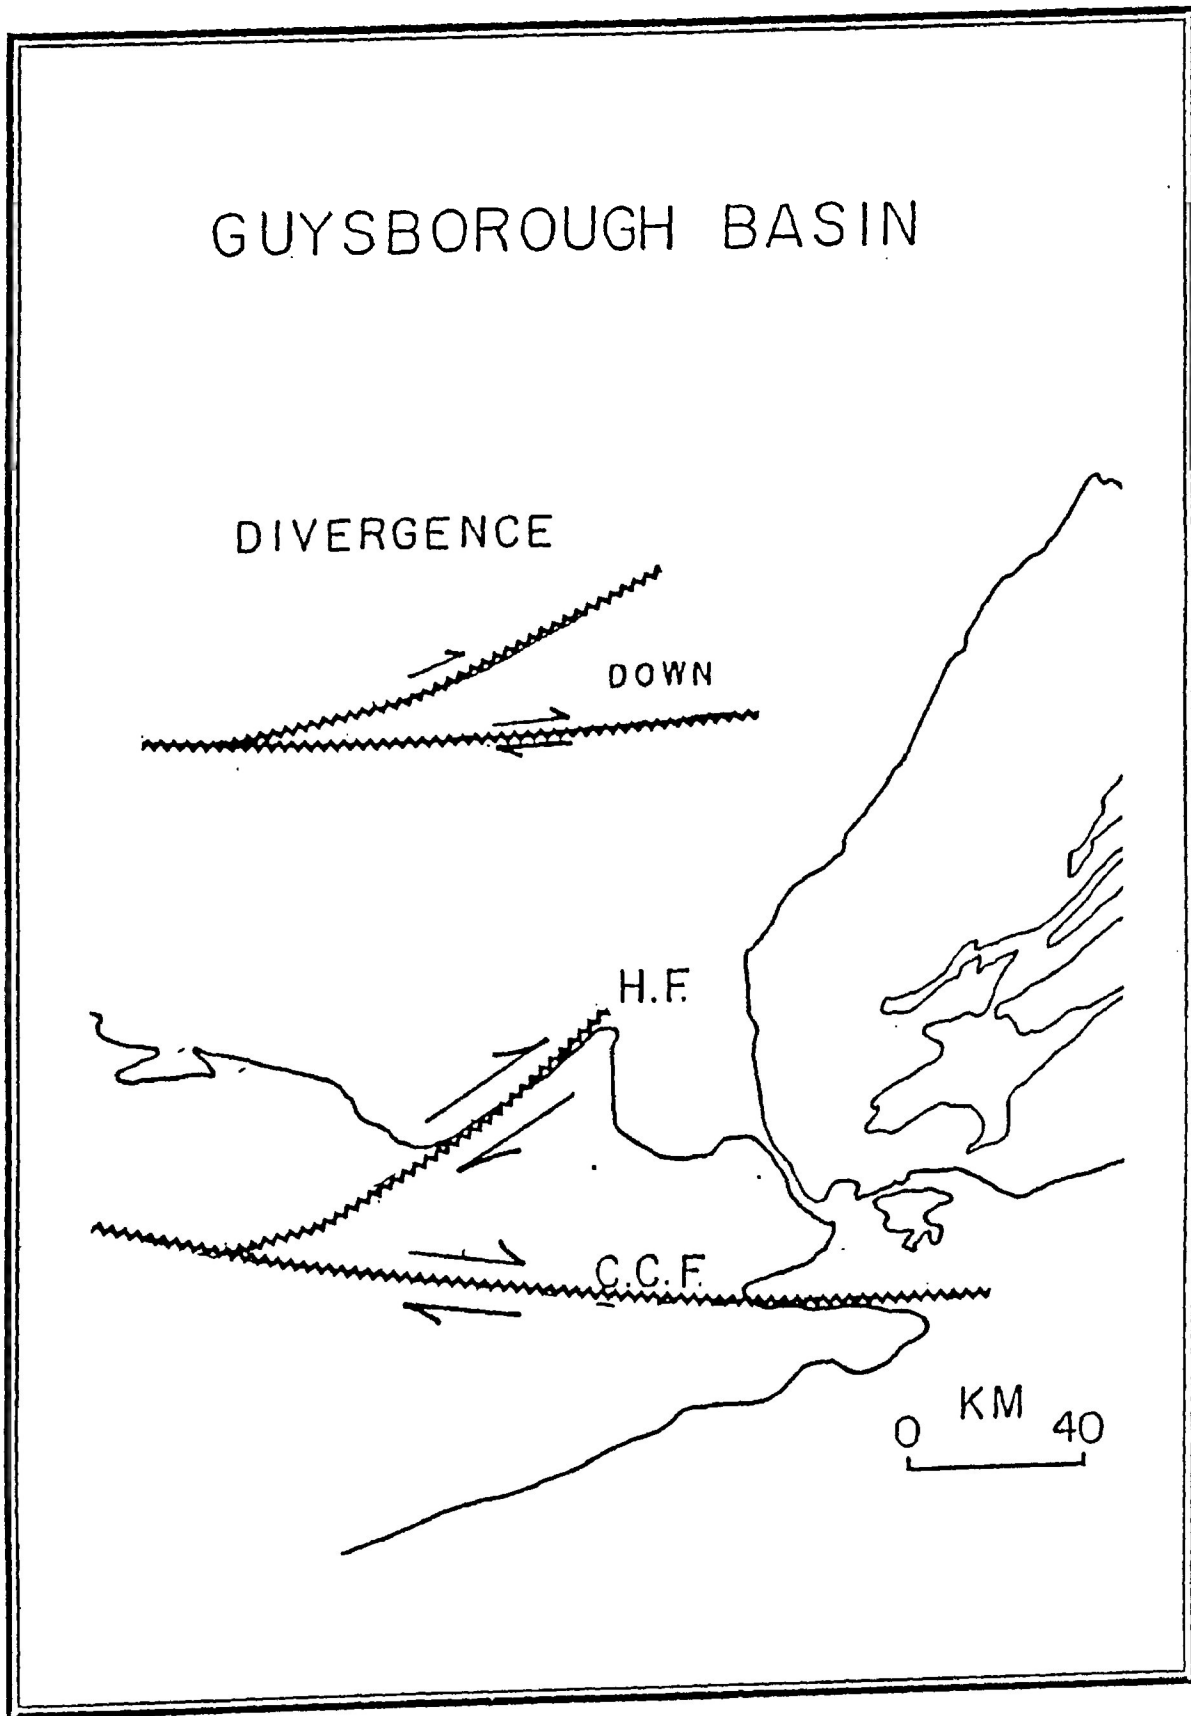 GUYSBOROUGH BASIN
DIVERGENCE
DOWN
H.F.
C.C.F.
KM
0 40